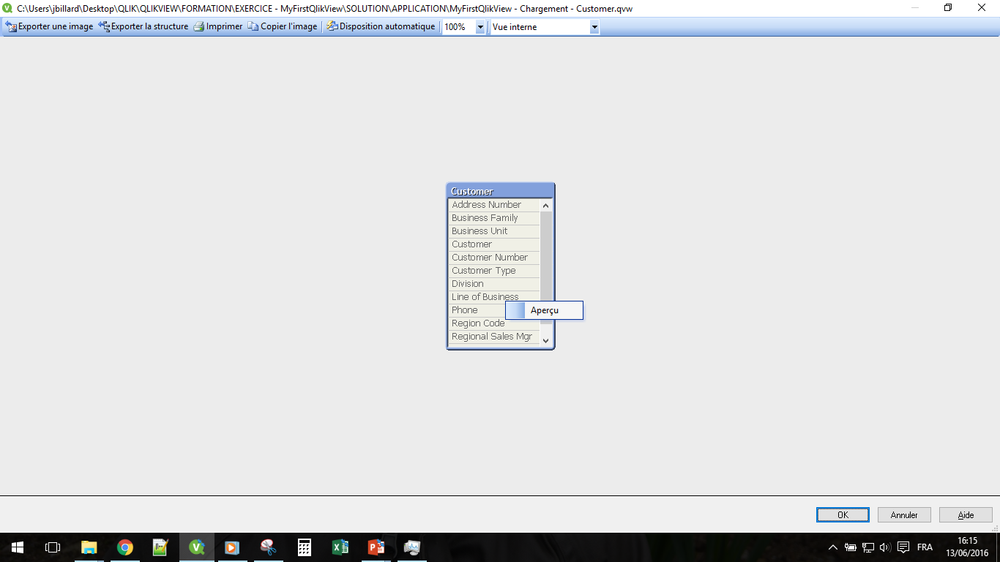 C:\Users\jbillard\Desktop\QLIK\QLIKVIEW\FORMATION\EXERCICE - MyFirstQlikView\SOLUTION\APPLICATION\MyFirstQlikView - Chargement - Customer.qvw
Exporter une image Exporter la structure Imprimer Copier l'image Disposition automatique 100% Vue interne
Customer
Address Number
Business Family
Business Unit
Customer
Customer Number
Customer Type
Division
Line of Business
Phone
Aperçu
Region Code
Regional Sales Mgr
OK Annuler Aide
FRA
16:15
13/06/2016